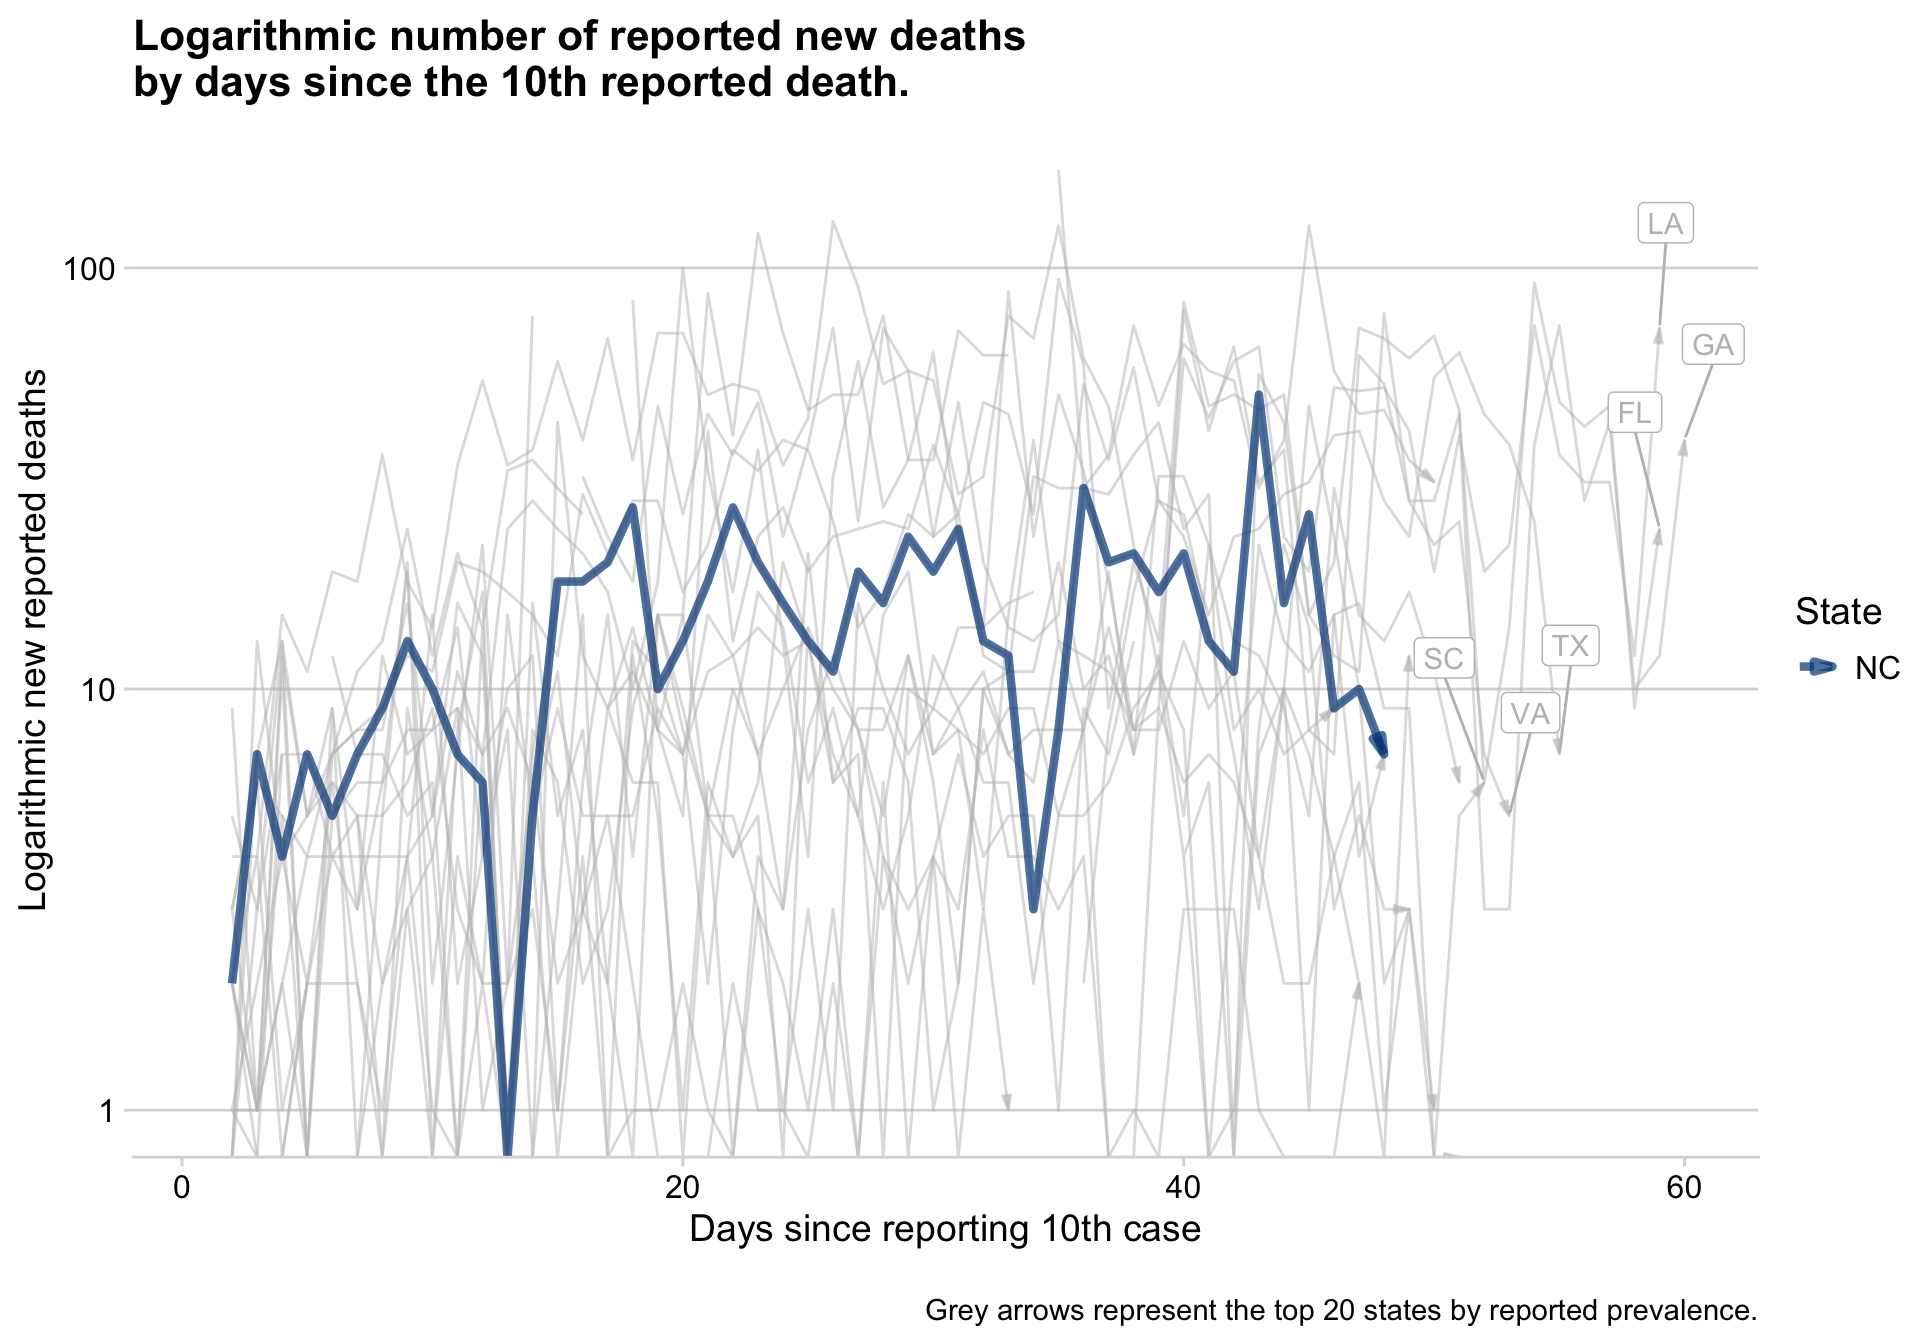 Logarithmic number of reported new deaths
by days since the 10th reported death.
Logarithmic new reported deaths
100
10
1
LA
GA
FL
SC
TX
VA
State
NC
0
20
40
60
Days since reporting 10th case
Grey arrows represent the top 20 states by reported prevalence.